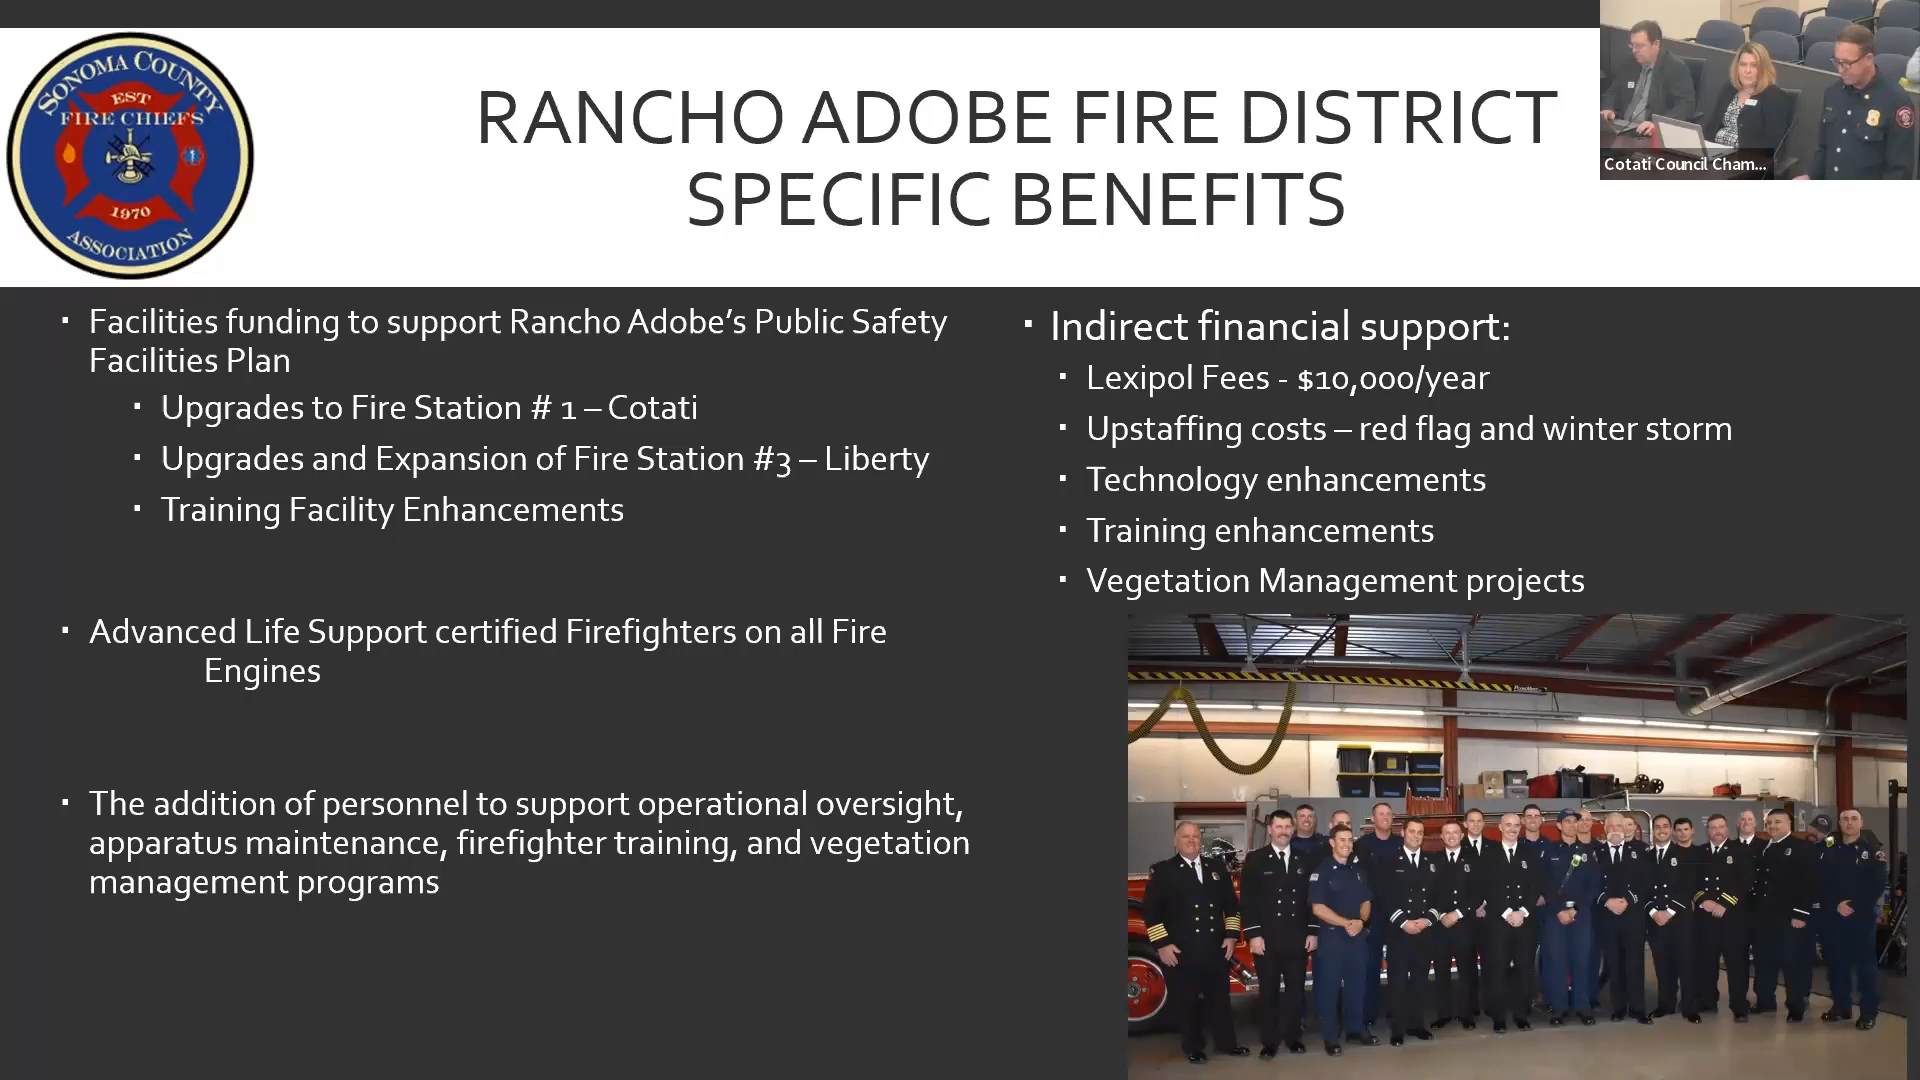 SONOMA COUNTY
EST
FIRE CHIEFS
1970
ASSOCIATION
RANCHO ADOBE FIRE DISTRICT
SPECIFIC BENEFITS
Cotati Council Cham...
▪ Facilities funding to support Rancho Adobe’s Public Safety
Facilities Plan
▪ Upgrades to Fire Station # 1 – Cotati
▪ Upgrades and Expansion of Fire Station #3 – Liberty
▪ Training Facility Enhancements
▪ Advanced Life Support certified Firefighters on all Fire
Engines
▪ The addition of personnel to support operational oversight,
apparatus maintenance, firefighter training, and vegetation
management programs
▪ Indirect financial support:
▪ Lexipol Fees - $10,000/year
▪ Upstaffing costs – red flag and winter storm
▪ Technology enhancements
▪ Training enhancements
▪ Vegetation Management projects